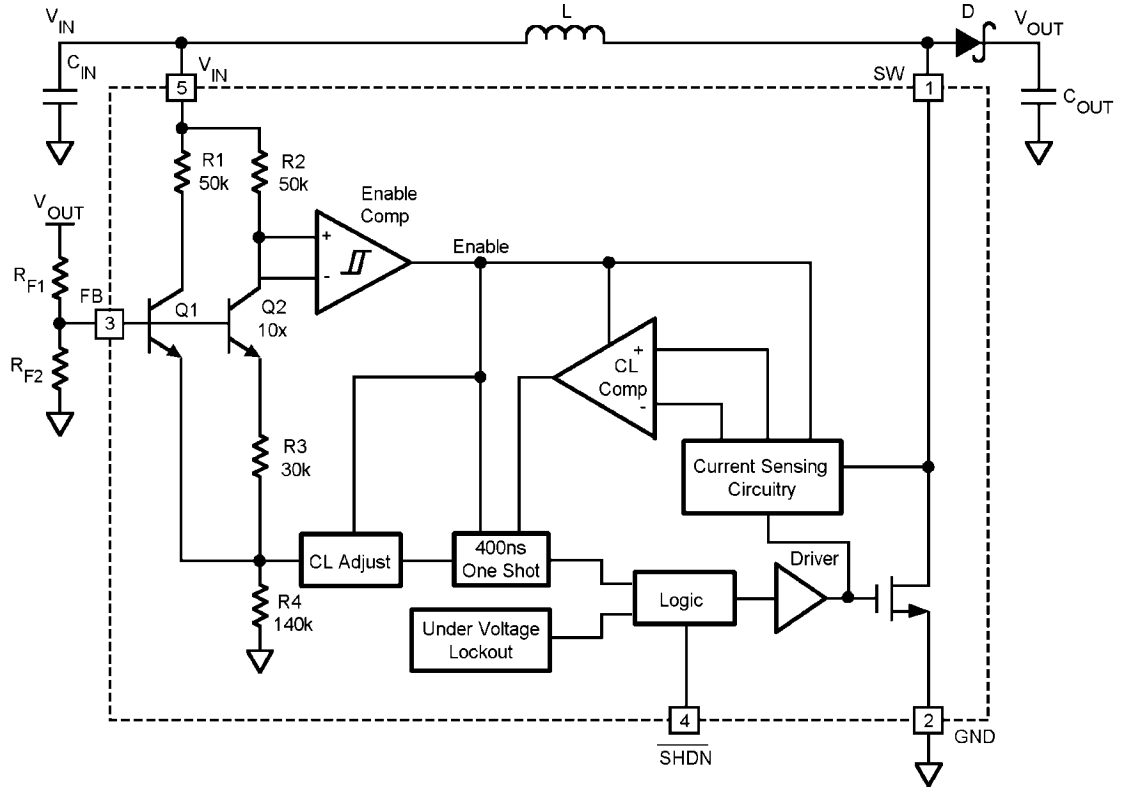 VIN
L
D
VOUT
CIN
VIN
SW
5
1
COUT
R1
50k
R2
50k
Enable
Comp
VOUT
+
-
Enable
RF1
FB
3
Q1
Q2
10x
RF2
+
CL
Comp
-
R3
30k
Current Sensing
Circuitry
CL Adjust
400ns
One Shot
Driver
R4
140k
Logic
Under Voltage
Lockout
4
2
SHDN
GND